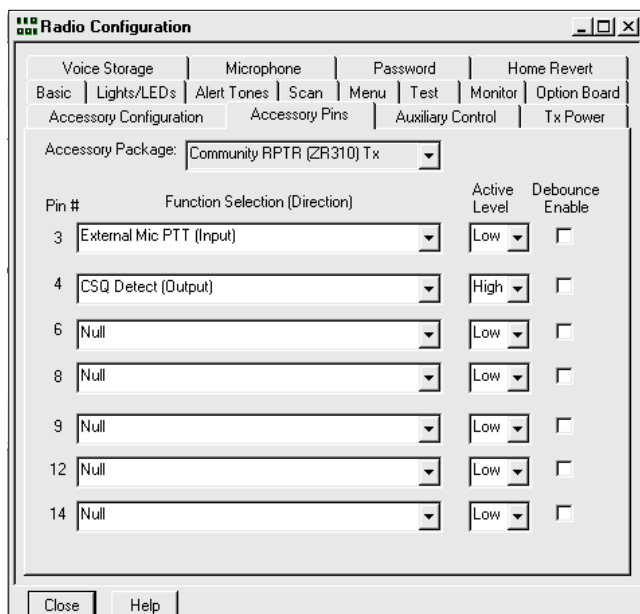 Radio Configuration
Voice Storage Microphone Password Home Revert
Basic Lights/LEDs Alert Tones Scan Menu Test Monitor Option Board
Accessory Configuration Accessory Pins Auxiliary Control Tx Power
Accessory Package: Community RPTR (ZR310) Tx
Pin # Function Selection (Direction) Active Level Debounce Enable
3 External Mic PTT (Input) Low
4 CSQ Detect (Output) High
6 Null Low
8 Null Low
9 Null Low
12 Null Low
14 Null Low
Close Help